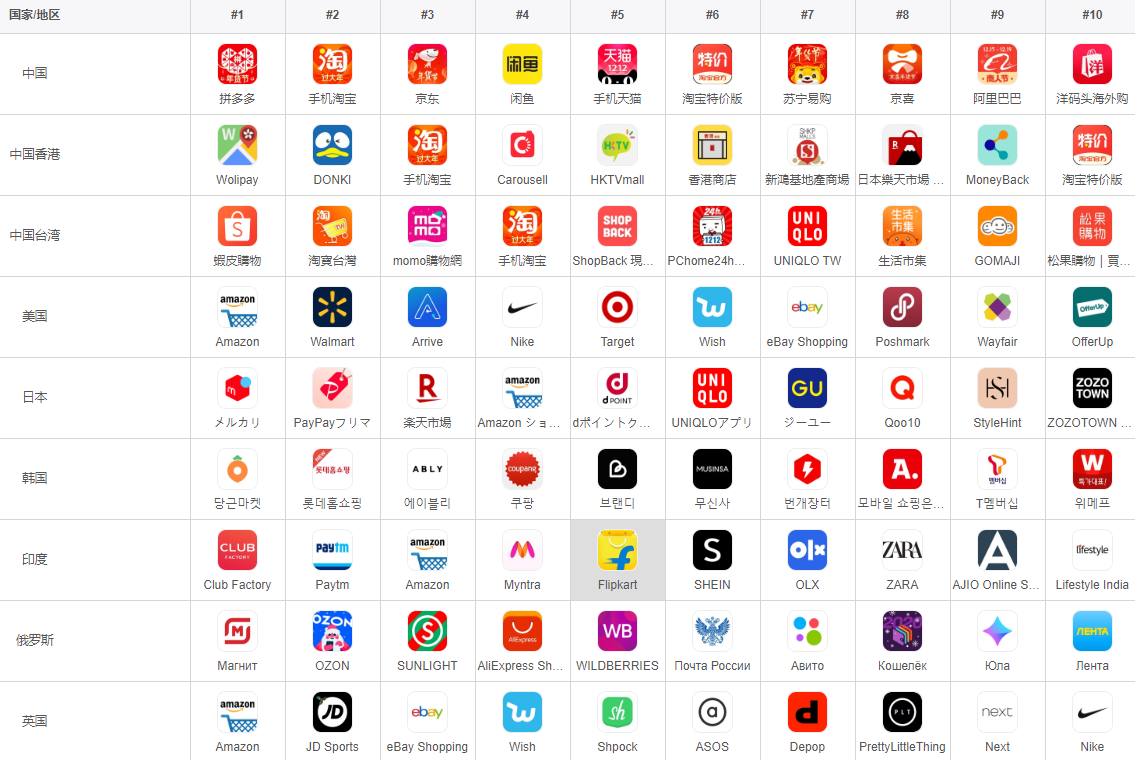 国家/地区 #1 #2 #3 #4 #5 #6 #7 #8 #9 #10
中国 拼多多 手机淘宝 京东 闲鱼 手机天猫 淘宝特价版 苏宁易购 京喜 阿里巴巴 洋码头海外购
中国香港 Wolipay DONKI 手机淘宝 Carousell HKTVmall 香港商店 新鴻基地產商場 日本樂天市場 ... MoneyBack 淘宝特价版
中国台湾 蝦皮購物 淘寶台灣 momo購物網 手机淘宝 ShopBack 現... PChome24h... UNIQLO TW 生活市集 GOMAJI 松果購物｜買...
美国 Amazon Walmart Arrive Nike Target Wish eBay Shopping Poshmark Wayfair OfferUp
日本 メルカリ PayPayフリマ 楽天市場 Amazon ショ... dポイントク... UNIQLOアプリ ジーユー Qoo10 StyleHint ZOZOTOWN ...
韩国 당근마켓 롯데홈쇼핑 에이블리 쿠팡 브랜디 무신사 번개장터 모바일 쇼핑은... T멤버십 위메프
印度 Club Factory Paytm Amazon Myntra Flipkart SHEIN OLX ZARA AJIO Online S... Lifestyle India
俄罗斯 Магнит OZON SUNLIGHT AliExpress Sh... WILDBERRIES Почта России Авито Кошелёк Юла Лента
英国 Amazon JD Sports eBay Shopping Wish Shpock ASOS Depop PrettyLittleThing Next Nike